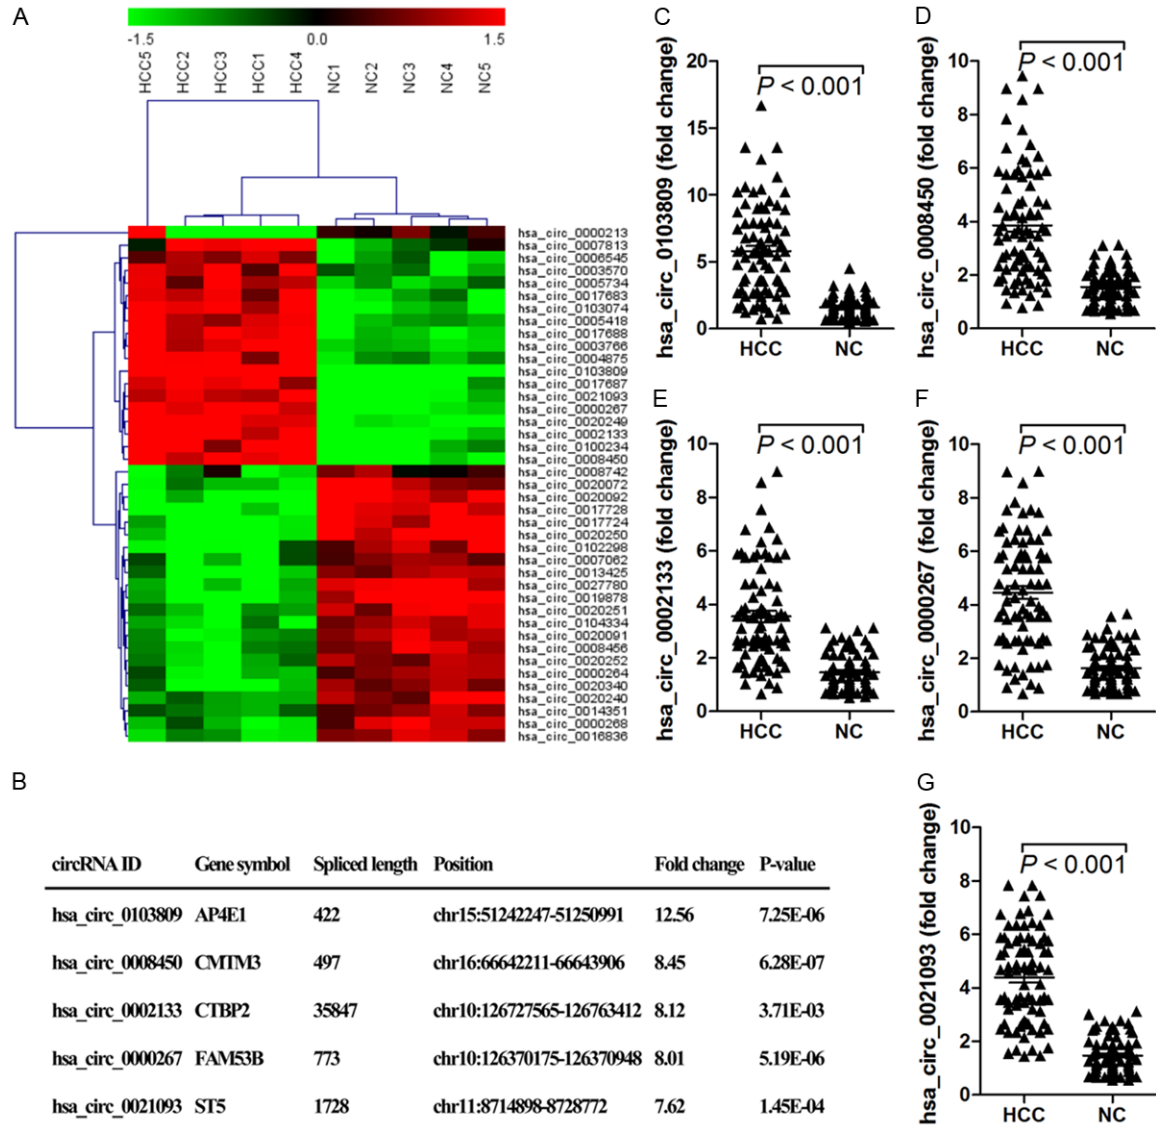 A
-1.5 0.0 1.5
HCC5 HCC2 HCC3 HCC1 HCC4 NC1 NC2 NC3 NC4 NC5
hsa_circ_0000213
hsa_circ_0007813
hsa_circ_0006545
hsa_circ_0003570
hsa_circ_0005734
hsa_circ_0017683
hsa_circ_0103074
hsa_circ_0005418
hsa_circ_0017688
hsa_circ_0003766
hsa_circ_0004875
hsa_circ_0103809
hsa_circ_0017687
hsa_circ_0021093
hsa_circ_0000267
hsa_circ_0020249
hsa_circ_0002133
hsa_circ_0100234
hsa_circ_0008450
hsa_circ_0008742
hsa_circ_0020072
hsa_circ_0020092
hsa_circ_0017728
hsa_circ_0017724
hsa_circ_0020250
hsa_circ_0102298
hsa_circ_0007062
hsa_circ_0013425
hsa_circ_0027780
hsa_circ_0019878
hsa_circ_0020251
hsa_circ_0104334
hsa_circ_0020091
hsa_circ_0008456
hsa_circ_0020252
hsa_circ_0000264
hsa_circ_0020340
hsa_circ_0020240
hsa_circ_0014351
hsa_circ_0000268
hsa_circ_0016836
B
circRNA ID Gene symbol Spliced length Position Fold change P-value
hsa_circ_0103809 AP4E1 422 chr15:51242247-51250991 12.56 7.25E-06
hsa_circ_0008450 CMTM3 497 chr16:66642211-66643906 8.45 6.28E-07
hsa_circ_0002133 CTBP2 35847 chr10:126727565-126763412 8.12 3.71E-03
hsa_circ_0000267 FAM53B 773 chr10:126370175-126370948 8.01 5.19E-06
hsa_circ_0021093 ST5 1728 chr11:8714898-8728772 7.62 1.45E-04
C
hsa_circ_0103809 (fold change)
20
15
10
5
0
P < 0.001
HCC NC
D
hsa_circ_0008450 (fold change)
10
8
6
4
2
0
P < 0.001
HCC NC
E
hsa_circ_0002133 (fold change)
10
8
6
4
2
0
P < 0.001
HCC NC
F
hsa_circ_0000267 (fold change)
10
8
6
4
2
0
P < 0.001
HCC NC
G
hsa_circ_0021093 (fold change)
10
8
6
4
2
0
P < 0.001
HCC NC